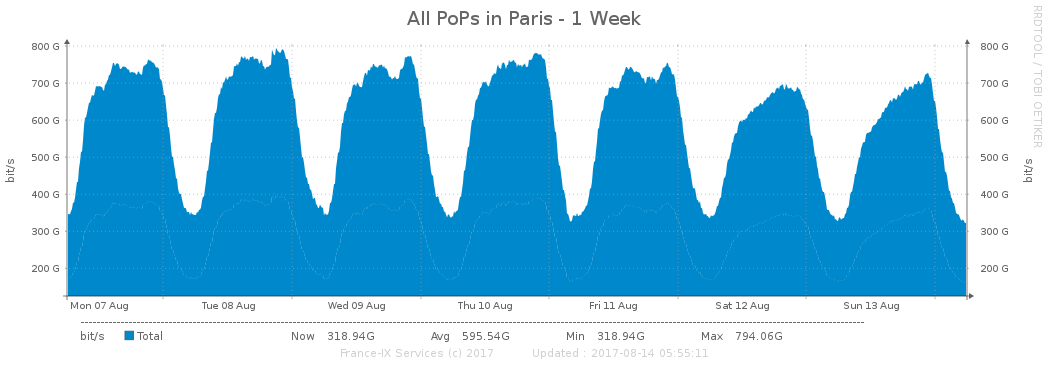 All PoPs in Paris - 1 Week
RRDTOOL / TOBI OETIKER
bit/s
bit/s
800 G 800 G
700 G 700 G
600 G 600 G
500 G 500 G
400 G 400 G
300 G 300 G
200 G 200 G
Mon 07 Aug Tue 08 Aug Wed 09 Aug Thu 10 Aug Fri 11 Aug Sat 12 Aug Sun 13 Aug
bit/s Total Now 318.94G Avg 595.54G Min 318.94G Max 794.06G
France-IX Services (c) 2017 Updated : 2017-08-14 05:55:11